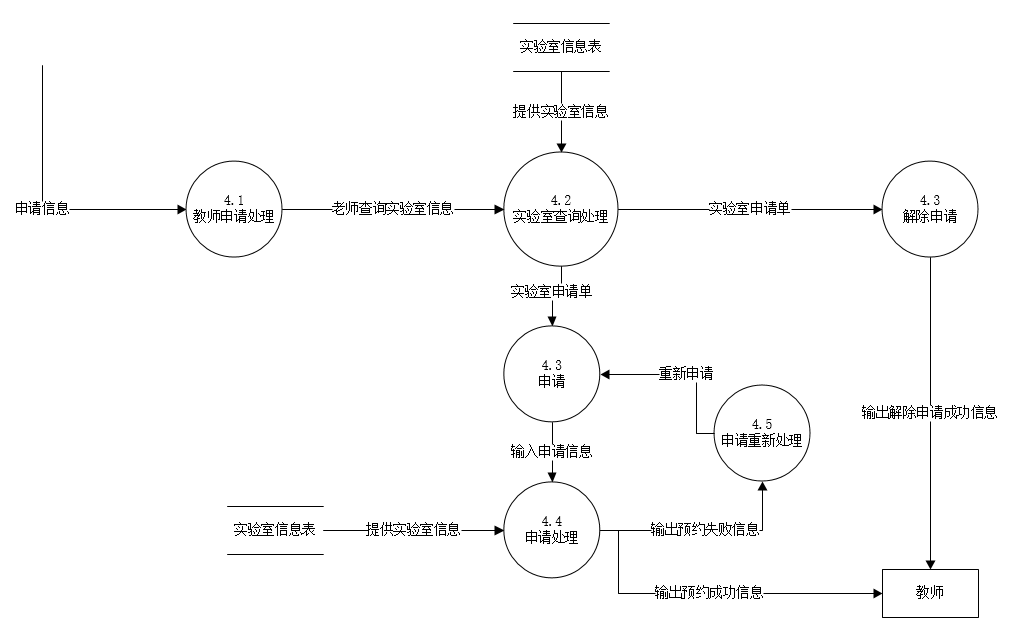 实验室信息表
提供实验室信息
申请信息
4.1
教师申请处理
老师查询实验室信息
4.2
实验室查询处理
实验室申请单
4.3
解除申请
实验室申请单
4.3
申请
重新申请
4.5
申请重新处理
输出解除申请成功信息
输入申请信息
实验室信息表
提供实验室信息
4.4
申请处理
输出预约失败信息
输出预约成功信息
教师